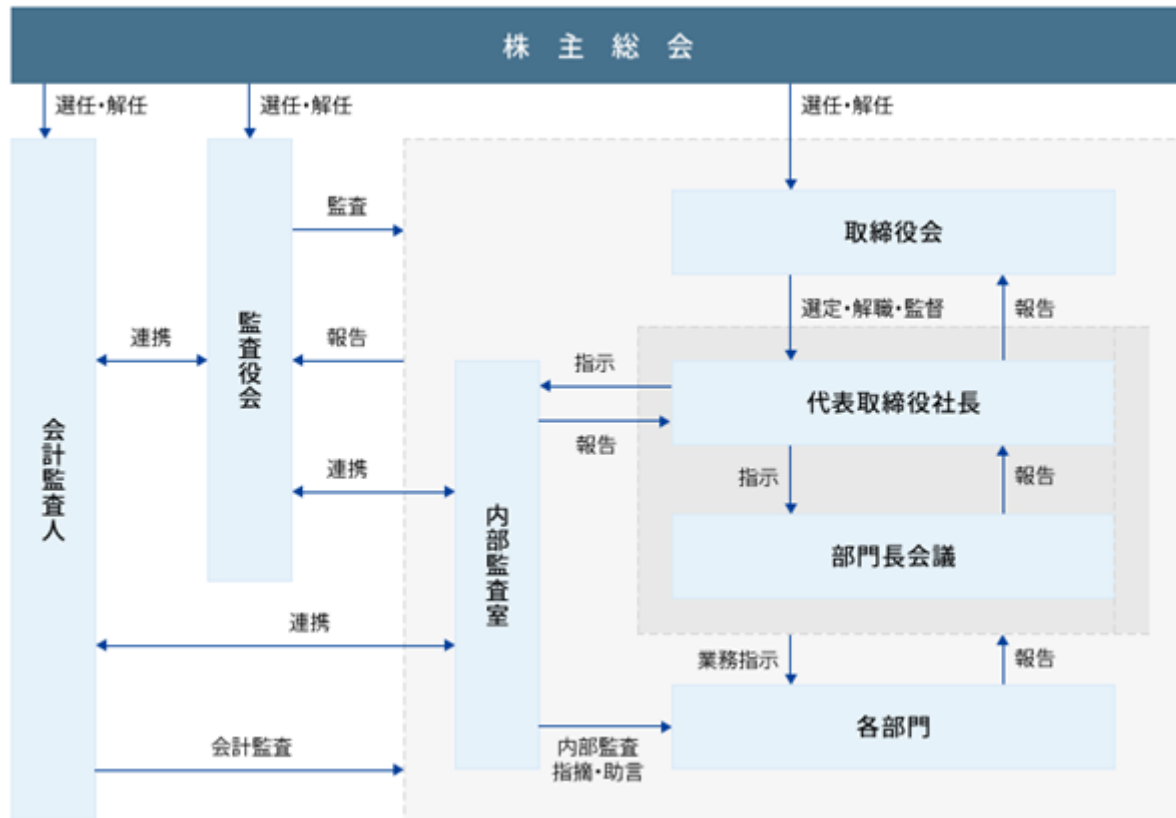 株主総会
選任・解任
選任・解任
選任・解任
監査
取締役会
選定・解職・監督
報告
連携
報告
監査役会
指示
代表取締役社長
報告
会計監査人
連携
指示
報告
内部監査室
部門長会議
連携
業務指示
報告
各部門
会計監査
内部監査
指摘・助言